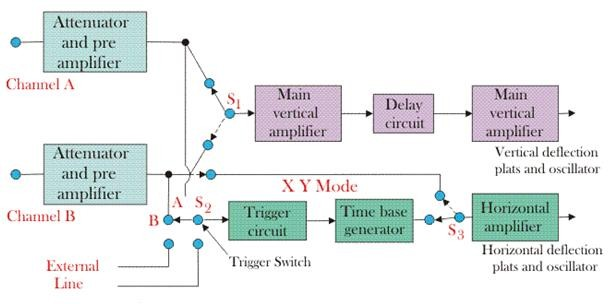 Attenuator
and pre
amplifier
Channel A
S1
Main
vertical
amplifier
Delay
circuit
Main
vertical
amplifier
Vertical deflection
plats and oscillator
Attenuator
and pre
amplifier
Channel B
X Y Mode
A
S2
B
Trigger
circuit
Time base
generator
S3
Horizontal
amplifier
Horizontal deflection
plats and oscillator
Trigger Switch
External
Line